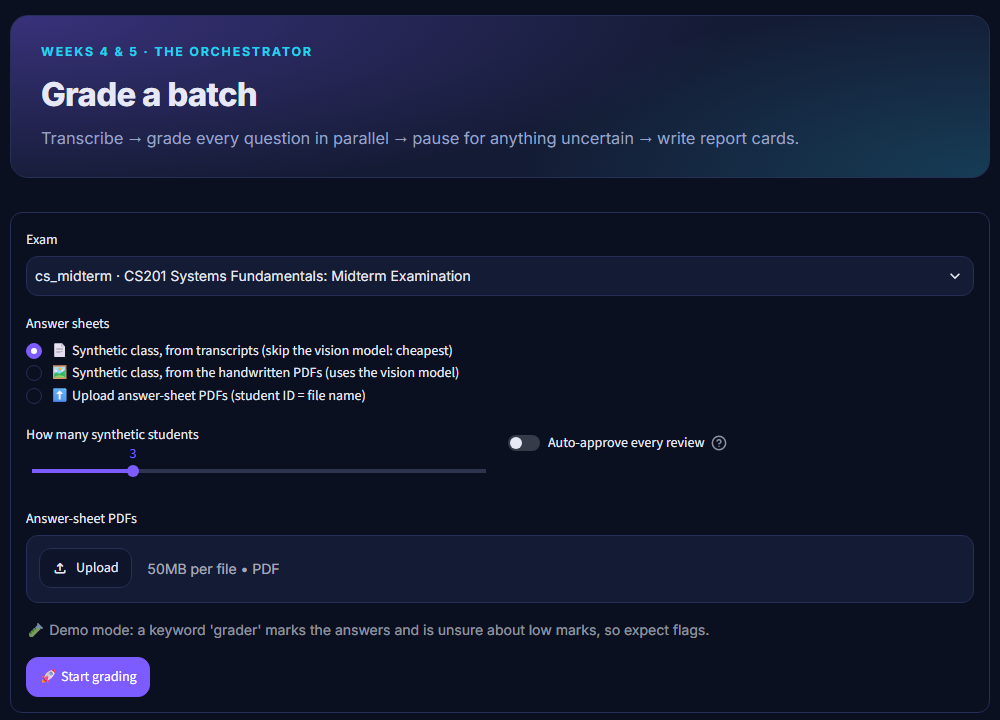 WEEKS 4 & 5 · THE ORCHESTRATOR
Grade a batch
Transcribe → grade every question in parallel → pause for anything uncertain → write report cards.
Exam
cs_midterm · CS201 Systems Fundamentals: Midterm Examination
Answer sheets
Synthetic class, from transcripts (skip the vision model: cheapest)
Synthetic class, from the handwritten PDFs (uses the vision model)
Upload answer-sheet PDFs (student ID = file name)
How many synthetic students
3
Auto-approve every review
Answer-sheet PDFs
Upload
50MB per file • PDF
Demo mode: a keyword 'grader' marks the answers and is unsure about low marks, so expect flags.
Start grading